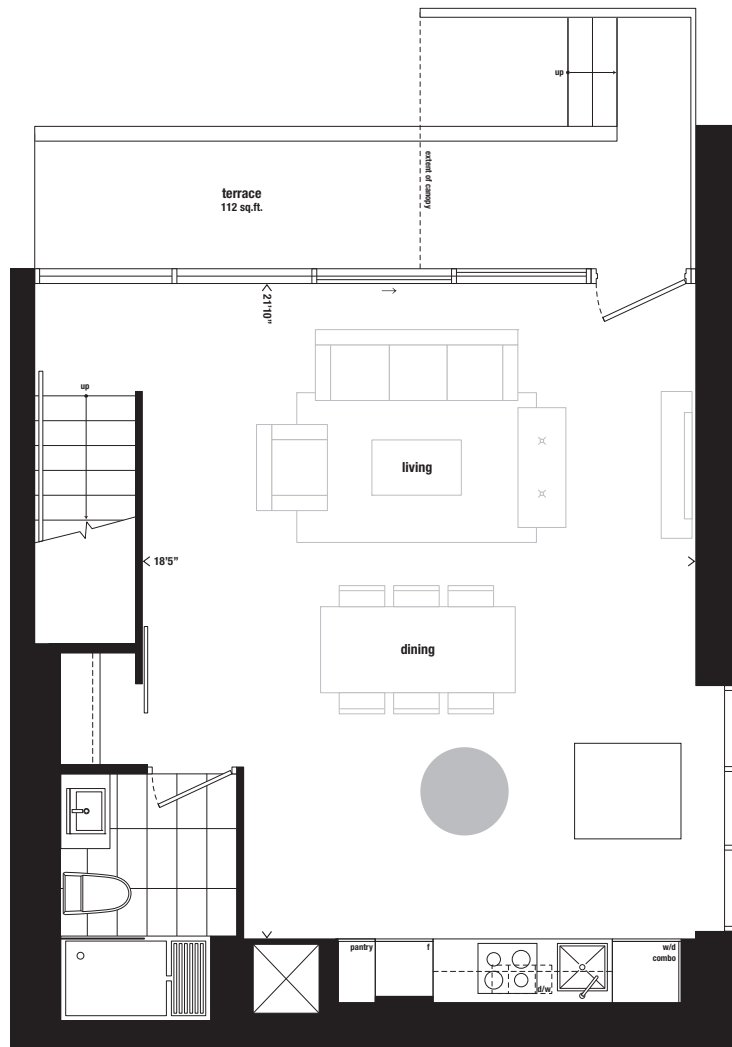 up
extent of canopy
terrace
112 sq.ft.
21'10"
up
living
18'5"
dining
pantry
f
w/d
combo
d/w